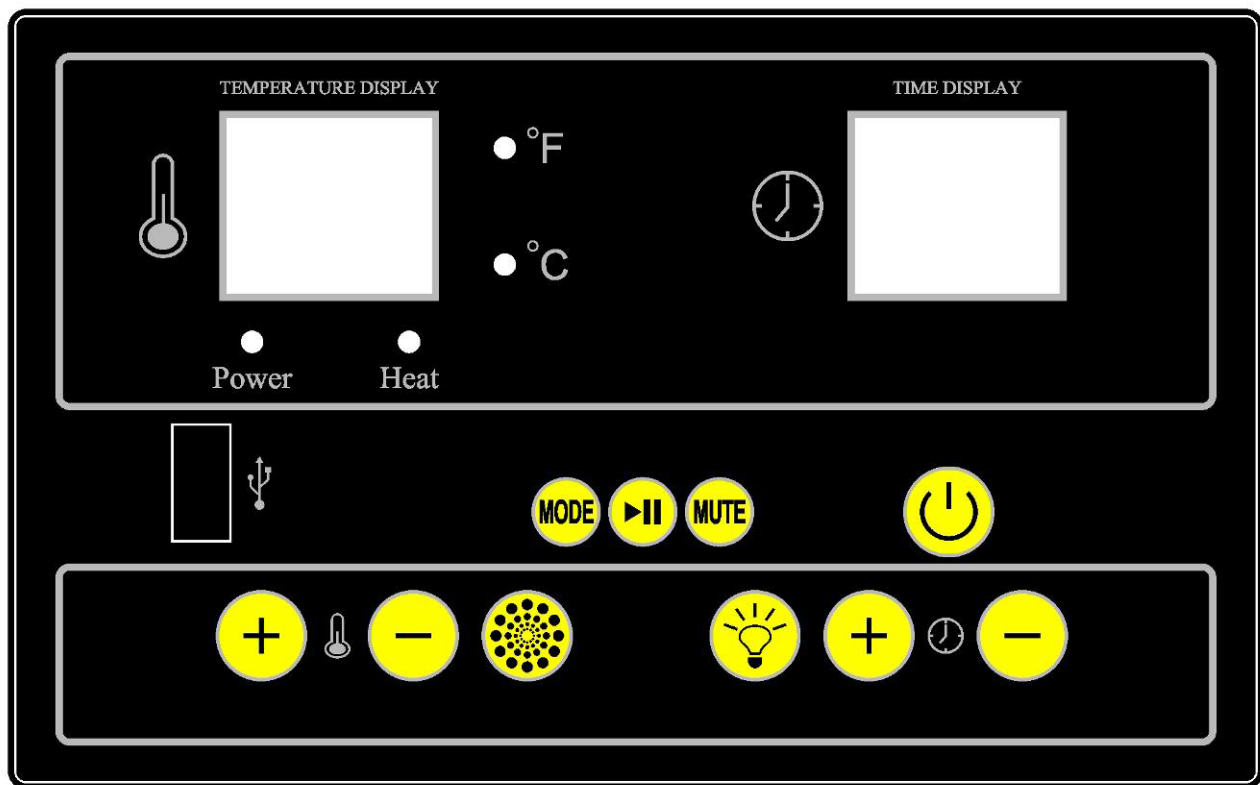 TEMPERATURE DISPLAY
TIME DISPLAY
°F
°C
Power
Heat
MODE
MUTE